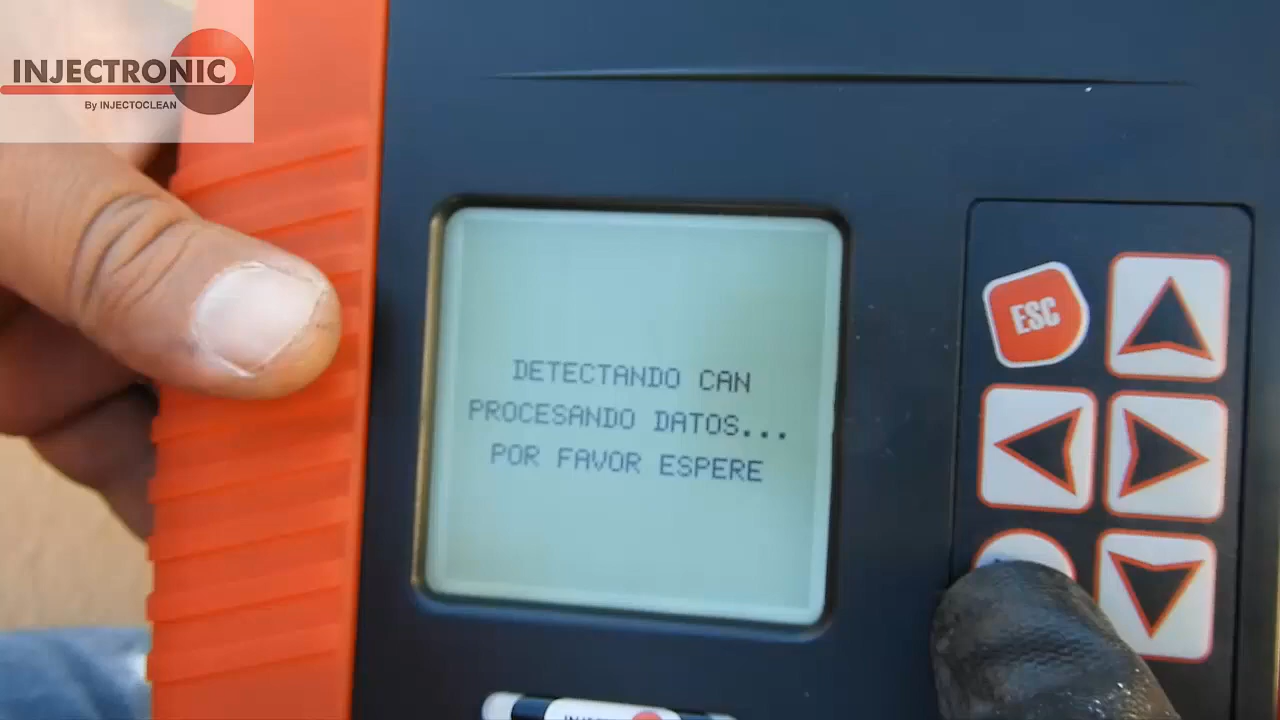 INJECTRONIC
By INJECTOCLEAN
DETECTANDO CAN
PROCESANDO DATOS...
POR FAVOR ESPERE
ESC